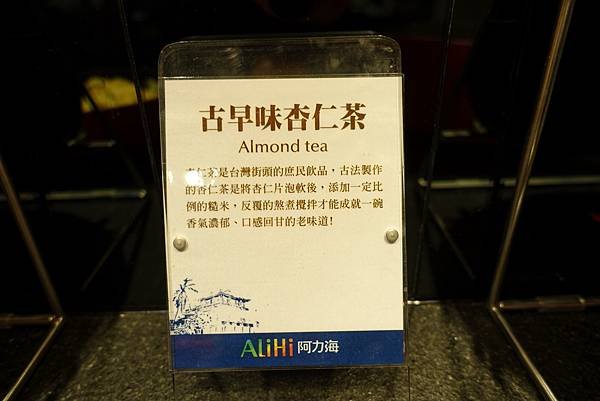 古早味杏仁茶
Almond tea
杏仁茶是台灣街頭的庶民飲品，古法製作
的杏仁茶是將杏仁片泡軟後，添加一定比
例的糙米，反覆的熬煮攪拌才能成就一碗
香氣濃郁、口感回甘的老味道!
ALiHi 阿力海